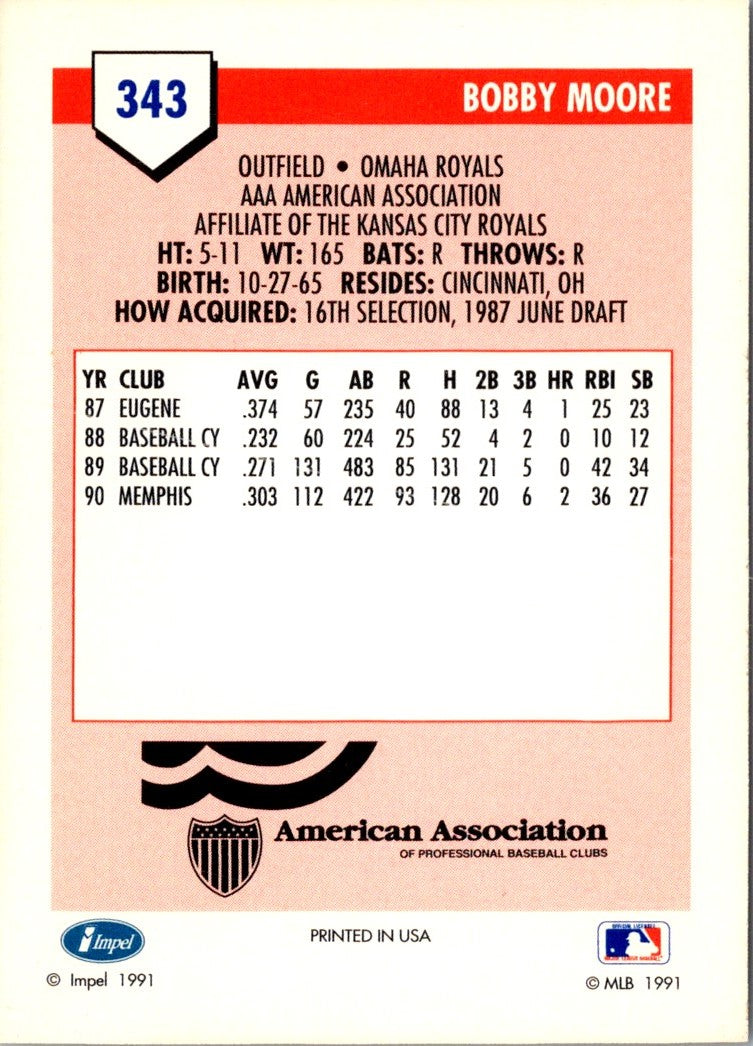 343
BOBBY MOORE
OUTFIELD • OMAHA ROYALS
AAA AMERICAN ASSOCIATION
AFFILIATE OF THE KANSAS CITY ROYALS
HT: 5-11 WT: 165 BATS: R THROWS: R
BIRTH: 10-27-65 RESIDES: CINCINNATI, OH
HOW ACQUIRED: 16TH SELECTION, 1987 JUNE DRAFT
YR CLUB AVG G AB R H 2B 3B HR RBI SB
87 EUGENE .374 57 235 40 88 13 4 1 25 23
88 BASEBALL CY .232 60 224 25 52 4 2 0 10 12
89 BASEBALL CY .271 131 483 85 131 21 5 0 42 34
90 MEMPHIS .303 112 422 93 128 20 6 2 36 27
American Association
OF PROFESSIONAL BASEBALL CLUBS
Impel
PRINTED IN USA
OFFICIAL LICENSEE
MAJOR LEAGUE BASEBALL
© Impel 1991
© MLB 1991